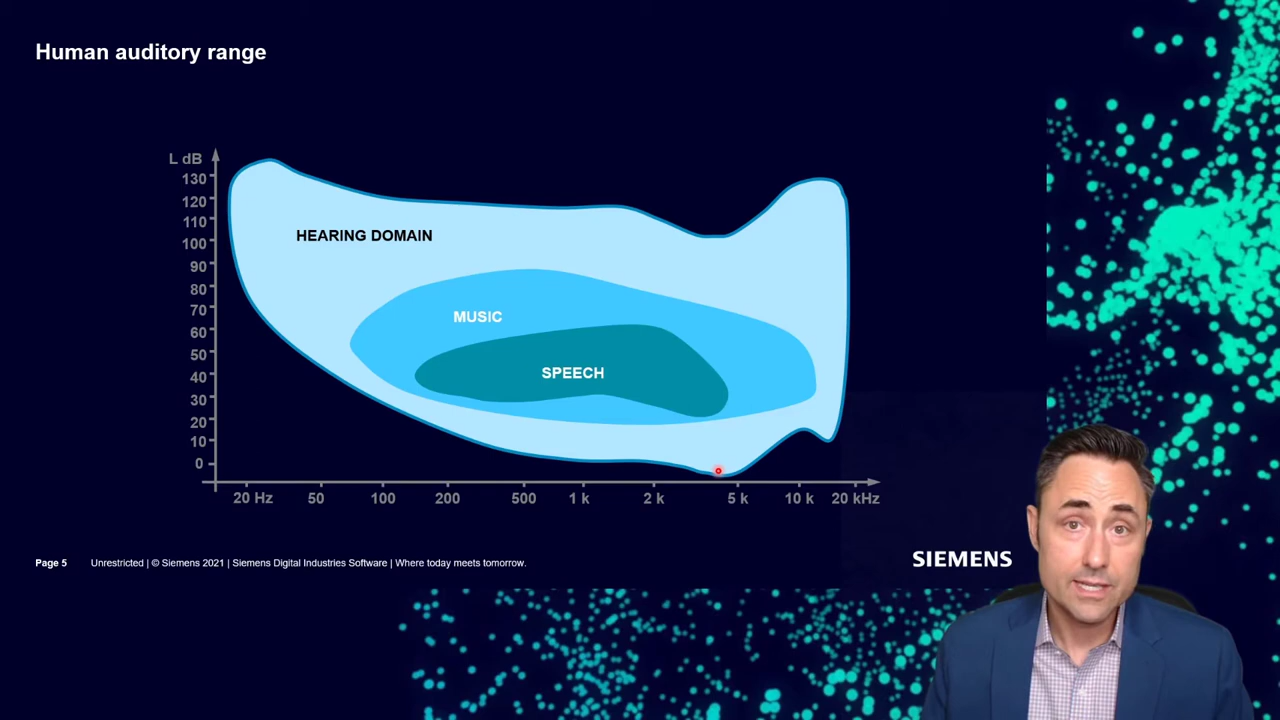 Human auditory range
L dB
130
120
110
100
90
80
70
60
50
40
30
20
10
0
HEARING DOMAIN
MUSIC
SPEECH
20 Hz 50 100 200 500 1 k 2 k 5 k 10 k 20 kHz
Page 5 Unrestricted | © Siemens 2021 | Siemens Digital Industries Software | Where today meets tomorrow.
SIEMENS